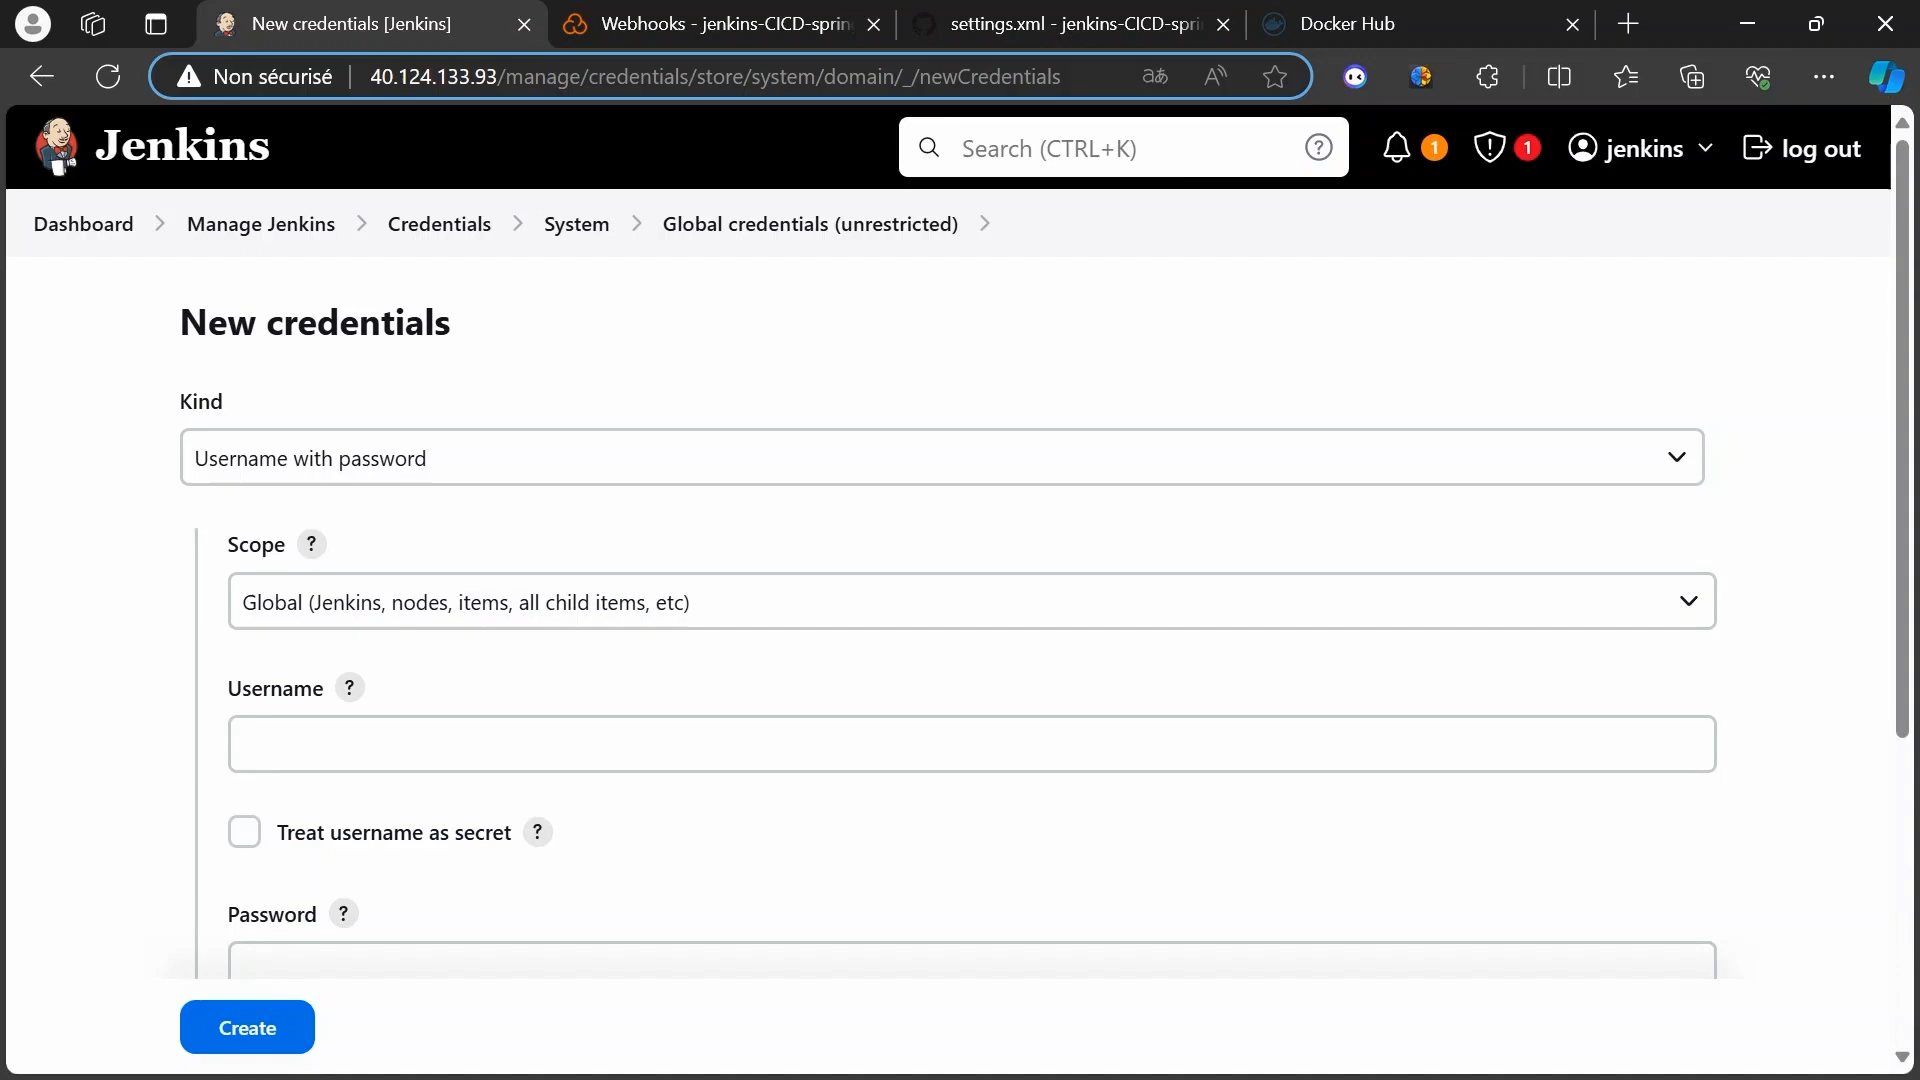 New credentials [Jenkins]
Webhooks - jenkins-CICD-sprin
settings.xml - jenkins-CICD-spri
Docker Hub
Non sécurisé
40.124.133.93/manage/credentials/store/system/domain/_/newCredentials
Jenkins
Search (CTRL+K)
?
1
1
jenkins
log out
Dashboard
Manage Jenkins
Credentials
System
Global credentials (unrestricted)
New credentials
Kind
Username with password
Scope ?
Global (Jenkins, nodes, items, all child items, etc)
Username ?
Treat username as secret ?
Password ?
Create